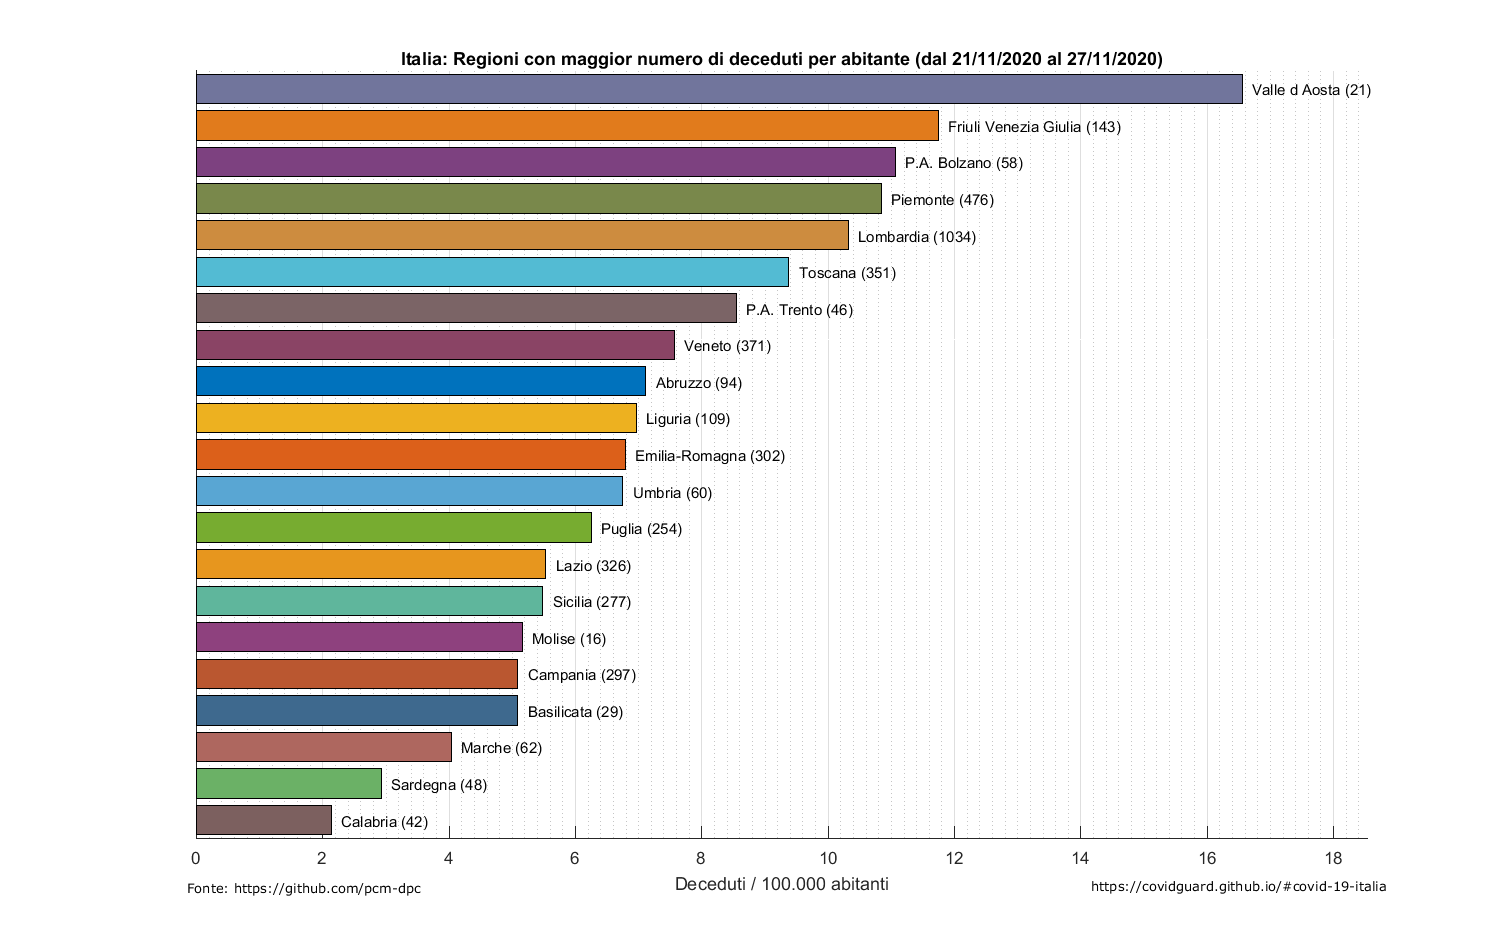 Italia: Regioni con maggior numero di deceduti per abitante (dal 21/11/2020 al 27/11/2020)
Valle d Aosta (21)
Friuli Venezia Giulia (143)
P.A. Bolzano (58)
Piemonte (476)
Lombardia (1034)
Toscana (351)
P.A. Trento (46)
Veneto (371)
Abruzzo (94)
Liguria (109)
Emilia-Romagna (302)
Umbria (60)
Puglia (254)
Lazio (326)
Sicilia (277)
Molise (16)
Campania (297)
Basilicata (29)
Marche (62)
Sardegna (48)
Calabria (42)
0 2 4 6 8 10 12 14 16 18
Deceduti / 100.000 abitanti
Fonte: https://github.com/pcm-dpc
https://covidguard.github.io/#covid-19-italia